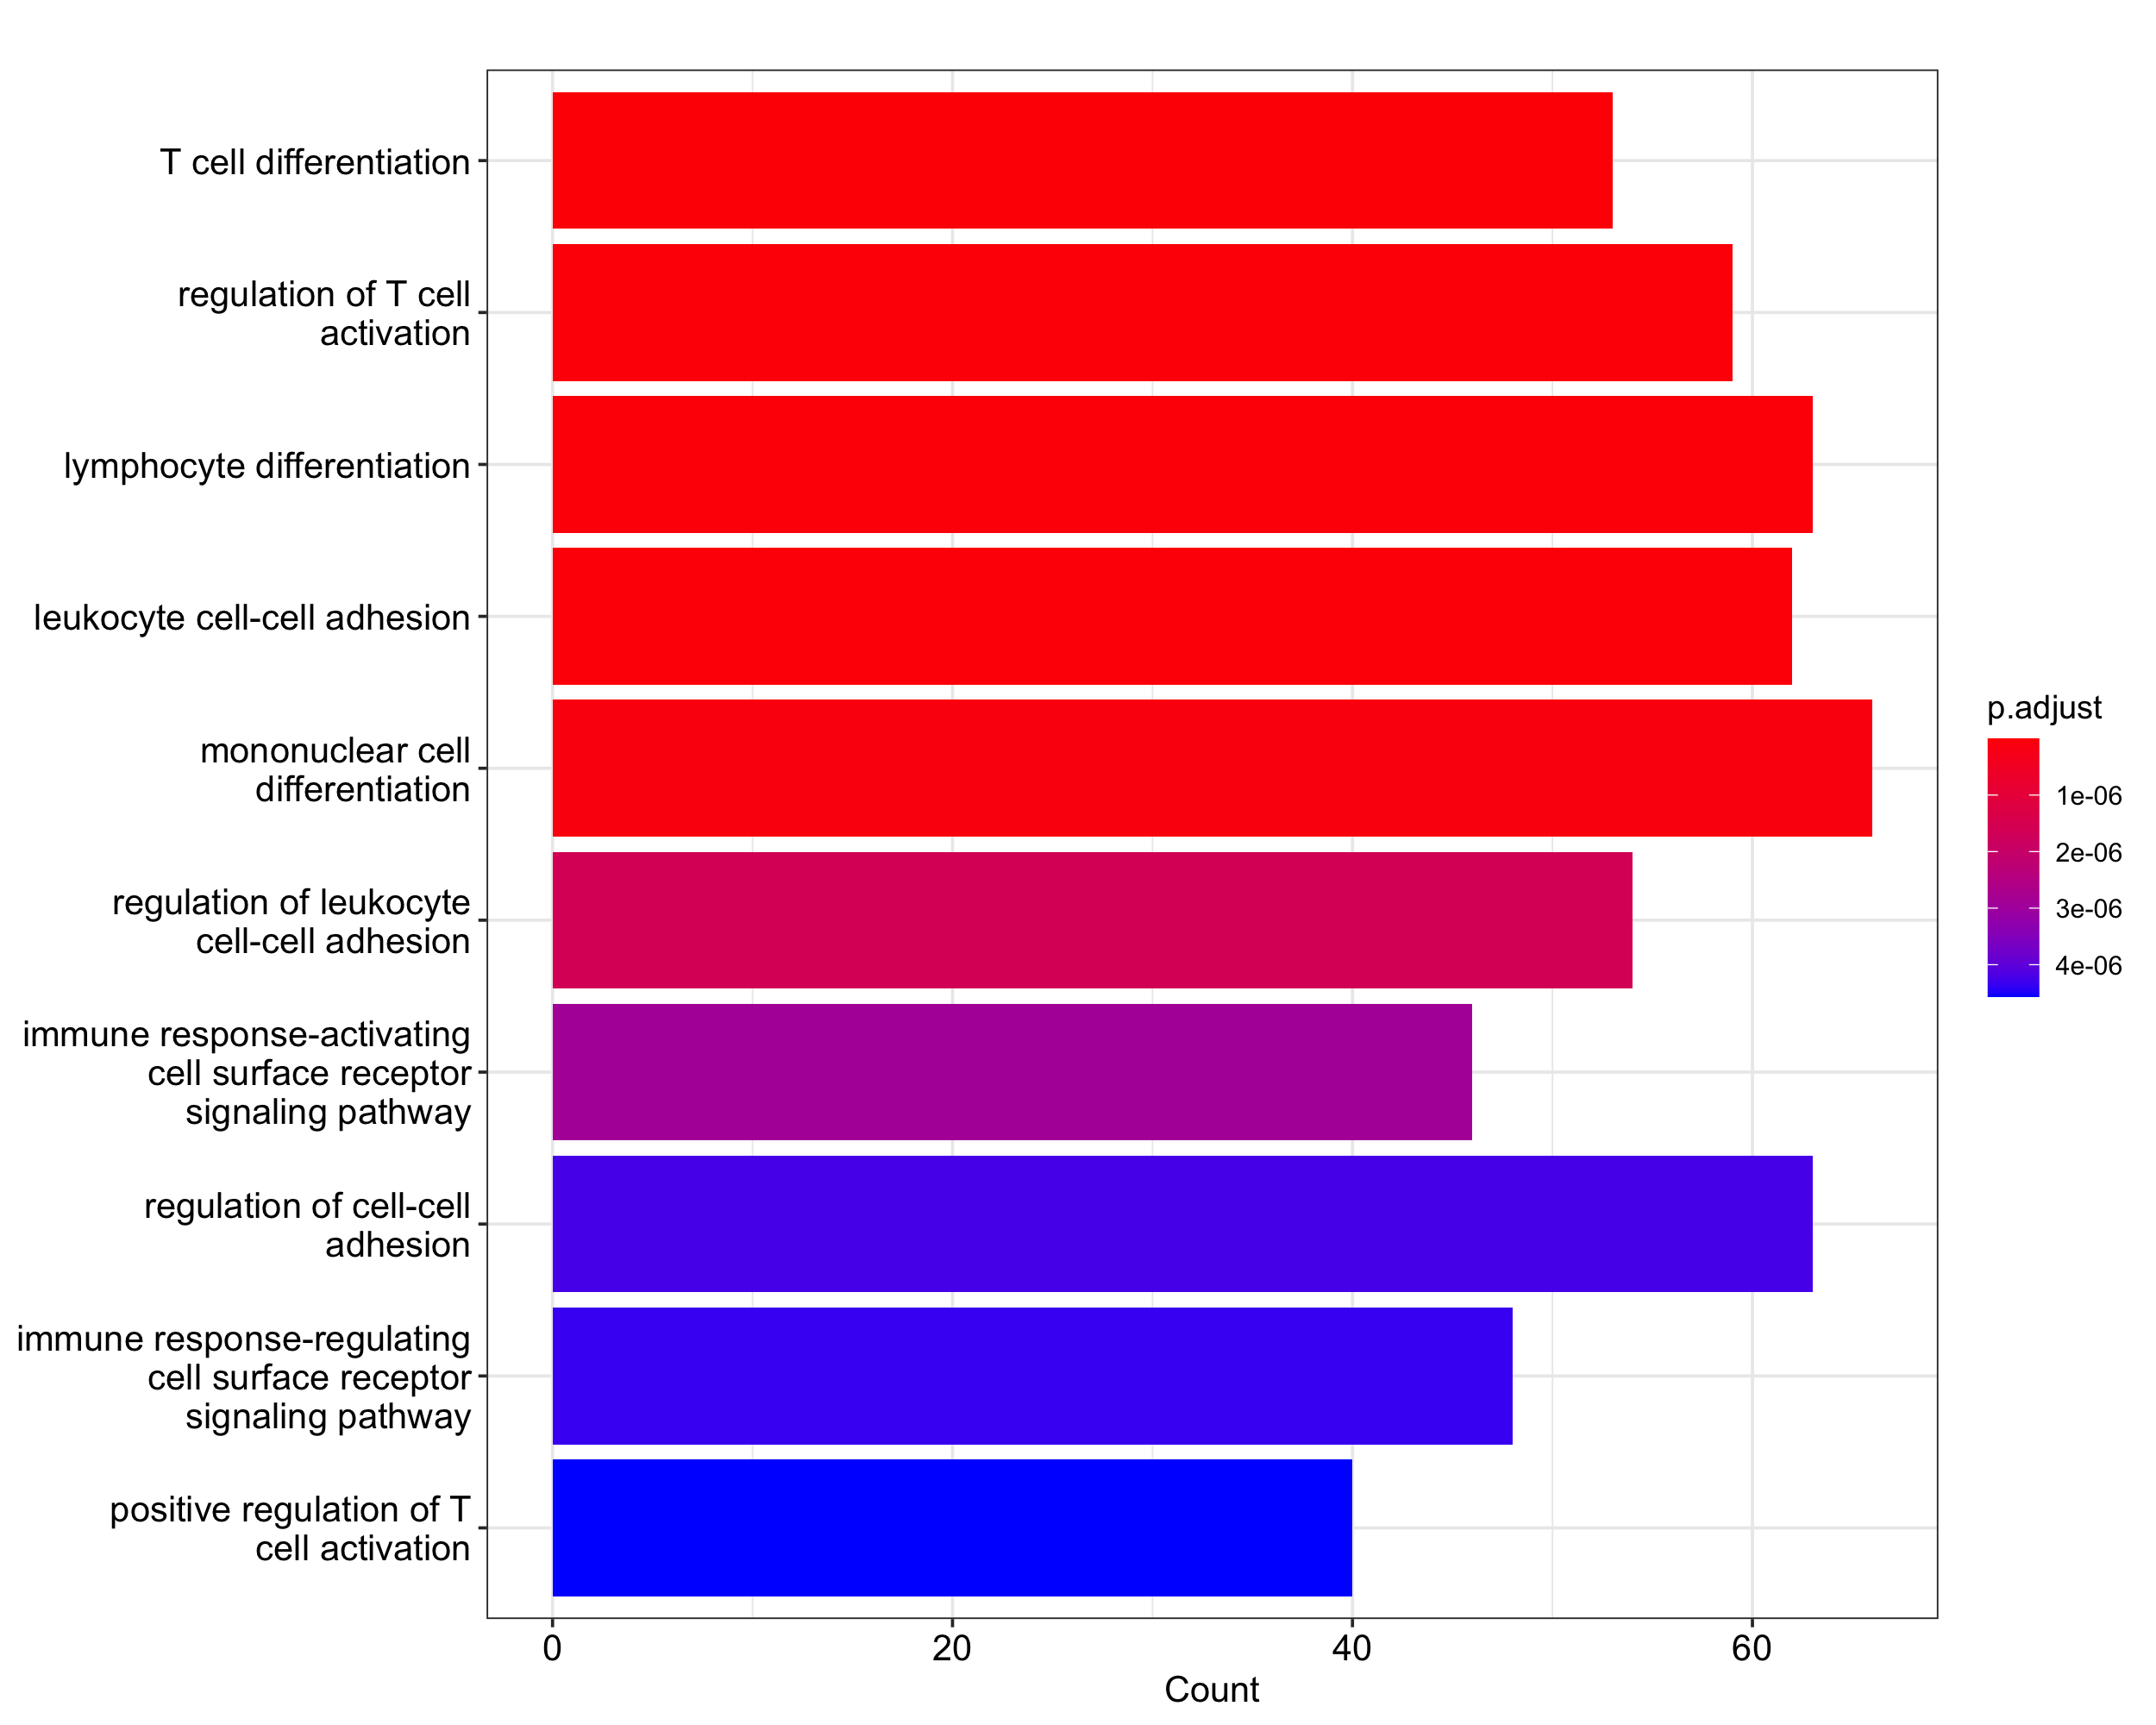 T cell differentiation
regulation of T cell
activation
lymphocyte differentiation
leukocyte cell-cell adhesion
mononuclear cell
differentiation
regulation of leukocyte
cell-cell adhesion
immune response-activating
cell surface receptor
signaling pathway
regulation of cell-cell
adhesion
immune response-regulating
cell surface receptor
signaling pathway
positive regulation of T
cell activation
0 20 40 60
Count
p.adjust
1e-06
2e-06
3e-06
4e-06